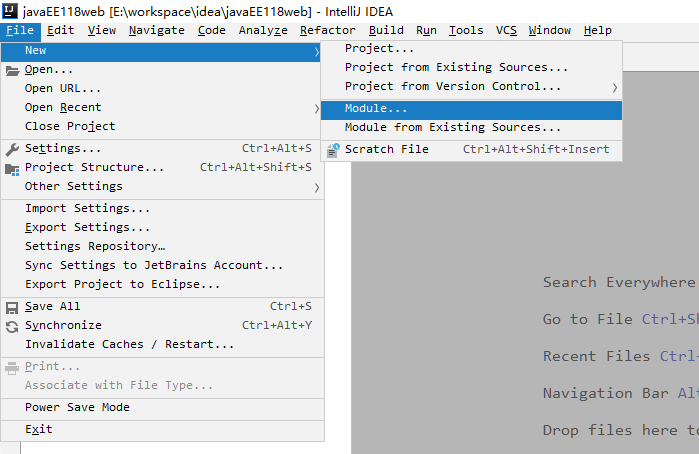 IJ javaEE118web [E:\workspace\idea\javaEE118web] - IntelliJ IDEA
File Edit View Navigate Code Analyze Refactor Build Run Tools VCS Window Help
New
Open...
Open URL...
Open Recent
Close Project
Settings... Ctrl+Alt+S
Project Structure... Ctrl+Alt+Shift+S
Other Settings
Import Settings...
Export Settings...
Settings Repository…
Sync Settings to JetBrains Account...
Export Project to Eclipse...
Save All Ctrl+S
Synchronize Ctrl+Alt+Y
Invalidate Caches / Restart...
Print...
Associate with File Type...
Power Save Mode
Exit
Project...
Project from Existing Sources...
Project from Version Control...
Module...
Module from Existing Sources...
Scratch File Ctrl+Alt+Shift+Insert
Search Everywhere
Go to File Ctrl+Sh
Recent Files Ctrl+
Navigation Bar Alt
Drop files here to